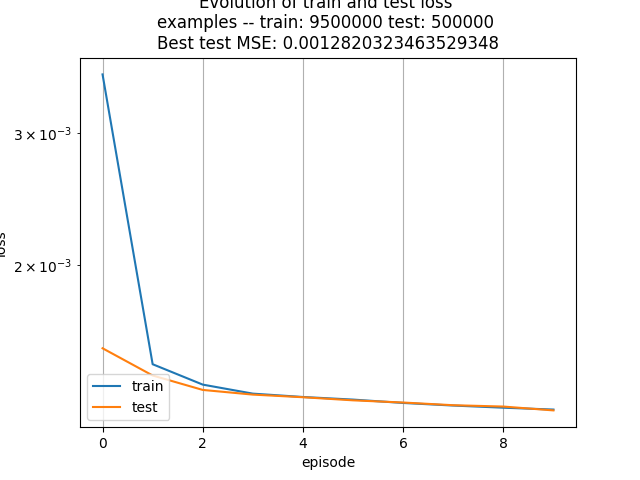 Evolution of train and test loss
examples -- train: 9500000 test: 500000
Best test MSE: 0.0012820323463529348
3 × 10⁻³
2 × 10⁻³
loss
train
test
0 2 4 6 8
episode